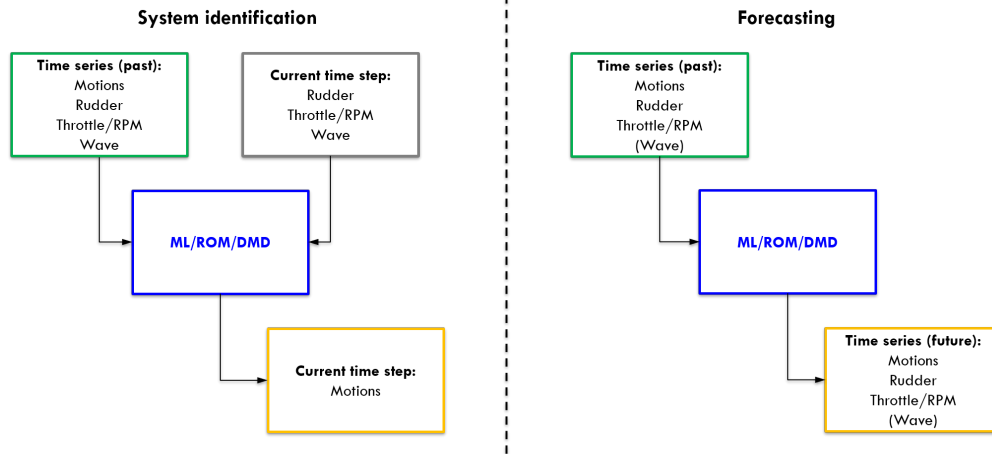 System identification
Time series (past):
Motions
Rudder
Throttle/RPM
Wave
Current time step:
Rudder
Throttle/RPM
Wave
ML/ROM/DMD
Current time step:
Motions
Forecasting
Time series (past):
Motions
Rudder
Throttle/RPM
(Wave)
ML/ROM/DMD
Time series (future):
Motions
Rudder
Throttle/RPM
(Wave)